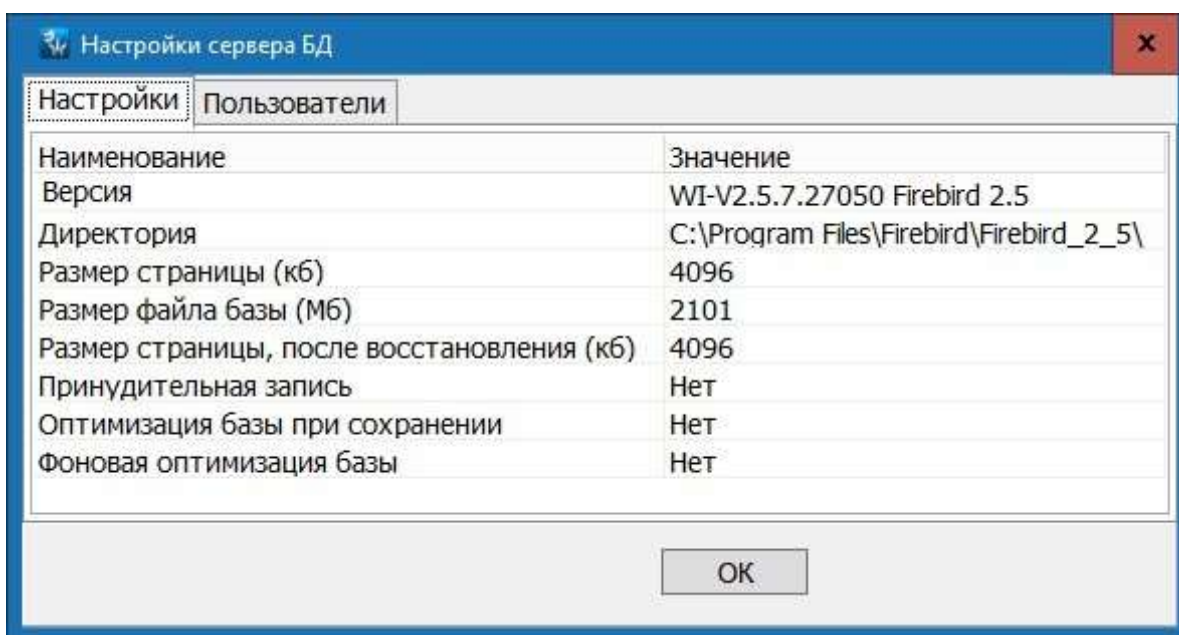 Настройки сервера БД
Настройки Пользователи
Наименование Значение
Версия WI-V2.5.7.27050 Firebird 2.5
Директория C:\Program Files\Firebird\Firebird_2_5\
Размер страницы (кб) 4096
Размер файла базы (Мб) 2101
Размер страницы, после восстановления (кб) 4096
Принудительная запись Нет
Оптимизация базы при сохранении Нет
Фоновая оптимизация базы Нет
ОК